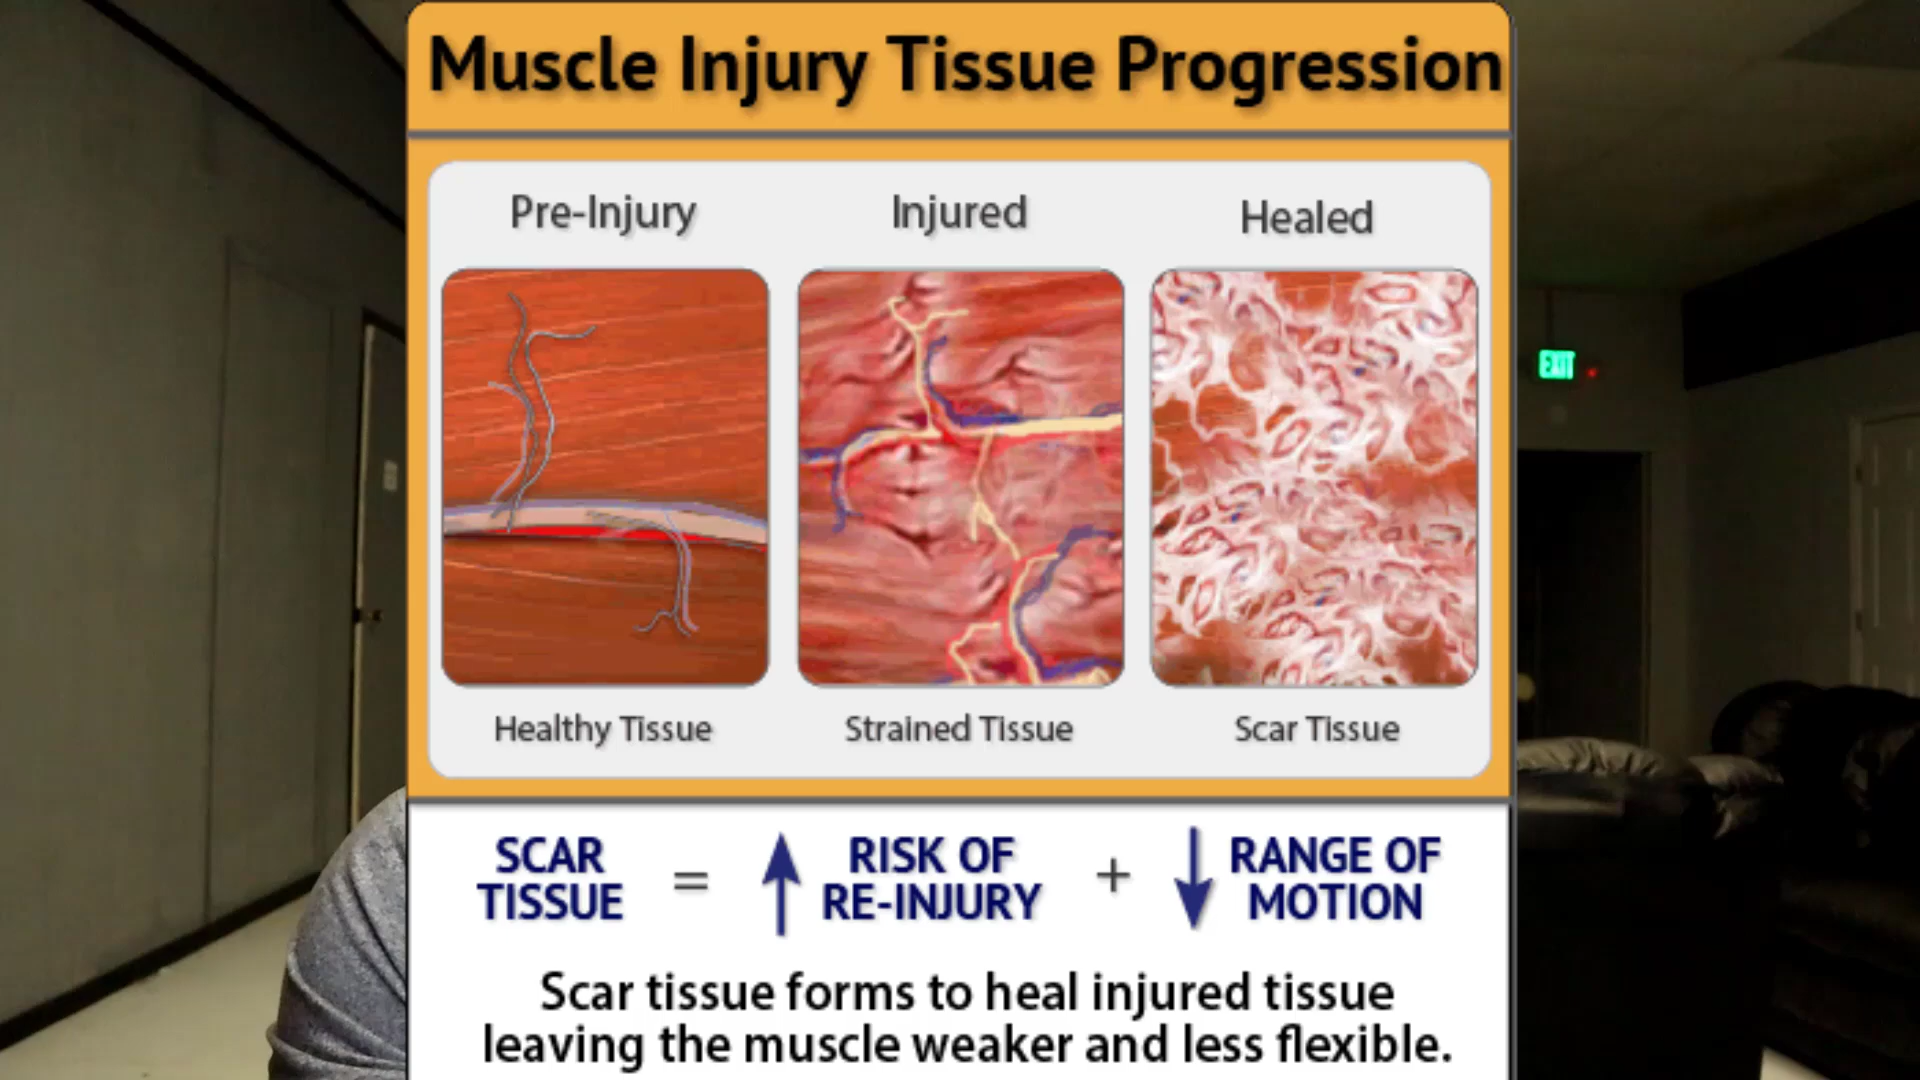 Muscle Injury Tissue Progression
Pre-Injury
Injured
Healed
Healthy Tissue
Strained Tissue
Scar Tissue
SCAR
TISSUE
=
RISK OF
RE-INJURY
+
RANGE OF
MOTION
Scar tissue forms to heal injured tissue
leaving the muscle weaker and less flexible.
EXIT